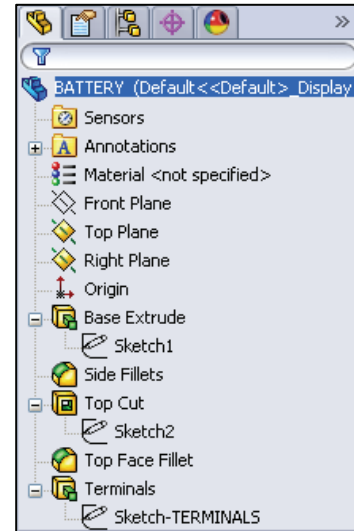 »
BATTERY (Default<<Default>_Display
Sensors
A Annotations
Material <not specified>
Front Plane
Top Plane
Right Plane
Origin
Base Extrude
Sketch1
Side Fillets
Top Cut
Sketch2
Top Face Fillet
Terminals
Sketch-TERMINALS